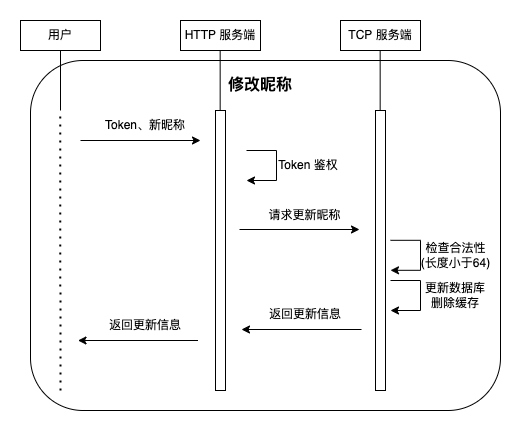 用户
HTTP 服务端
TCP 服务端
修改昵称
Token、新昵称
Token 鉴权
请求更新昵称
检查合法性
(长度小于64)
更新数据库
删除缓存
返回更新信息
返回更新信息